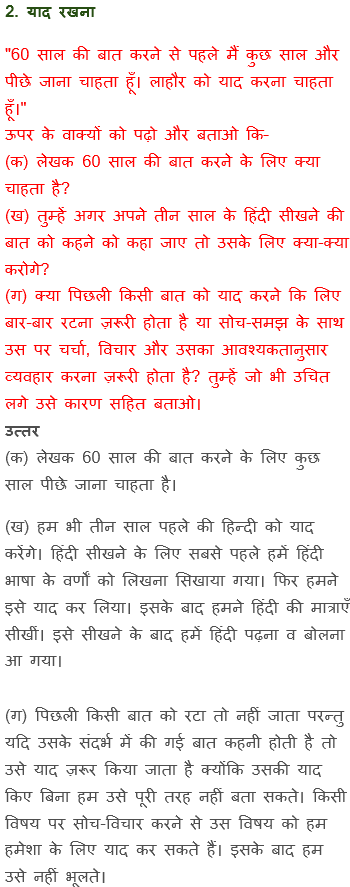 2. याद रखना
"60 साल की बात करने से पहले मैं कुछ साल और
पीछे जाना चाहता हूँ। लाहौर को याद करना चाहता
हूँ।"
ऊपर के वाक्यों को पढ़ो और बताओ कि–
(क) लेखक 60 साल की बात करने के लिए क्या
चाहता है?
(ख) तुम्हें अगर अपने तीन साल के हिंदी सीखने की
बात को कहने को कहा जाए तो उसके लिए क्या-क्या
करोगे?
(ग) क्या पिछली किसी बात को याद करने कि लिए
बार-बार रटना ज़रूरी होता है या सोच-समझ के साथ
उस पर चर्चा, विचार और उसका आवश्यकतानुसार
व्यवहार करना ज़रूरी होता है? तुम्हें जो भी उचित
लगे उसे कारण सहित बताओ।
उत्तर
(क) लेखक 60 साल की बात करने के लिए कुछ
साल पीछे जाना चाहता है।
(ख) हम भी तीन साल पहले की हिन्दी को याद
करेंगे। हिंदी सीखने के लिए सबसे पहले हमें हिंदी
भाषा के वर्णों को लिखना सिखाया गया। फिर हमने
इसे याद कर लिया। इसके बाद हमने हिंदी की मात्राएँ
सीखीं। इसे सीखने के बाद हमें हिंदी पढ़ना व बोलना
आ गया।
(ग) पिछली किसी बात को रटा तो नहीं जाता परन्तु
यदि उसके संदर्भ में की गई बात कहनी होती है तो
उसे याद ज़रूर किया जाता है क्योंकि उसकी याद
किए बिना हम उसे पूरी तरह नहीं बता सकते। किसी
विषय पर सोच-विचार करने से उस विषय को हम
हमेशा के लिए याद कर सकते हैं। इसके बाद हम
उसे नहीं भूलते।